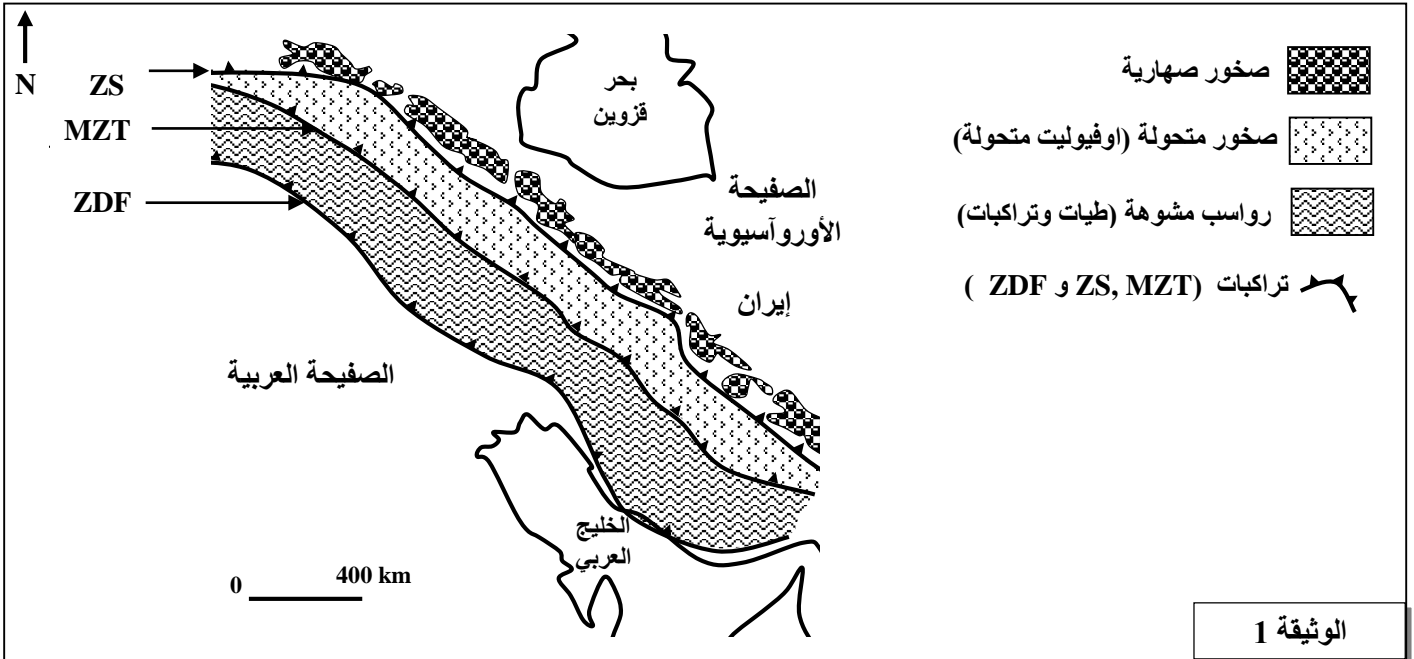 N
ZS
MZT
ZDF
بحر
قزوين
الصفيحة
الأوروآسيوية
إيران
الصفيحة العربية
الخليج
العربي
0 400 km
صخور صهارية
صخور متحولة (اوفيوليت متحولة)
رواسب مشوهة (طيات وتراكبات)
تراكبات (ZS, MZT و ZDF )
الوثيقة 1